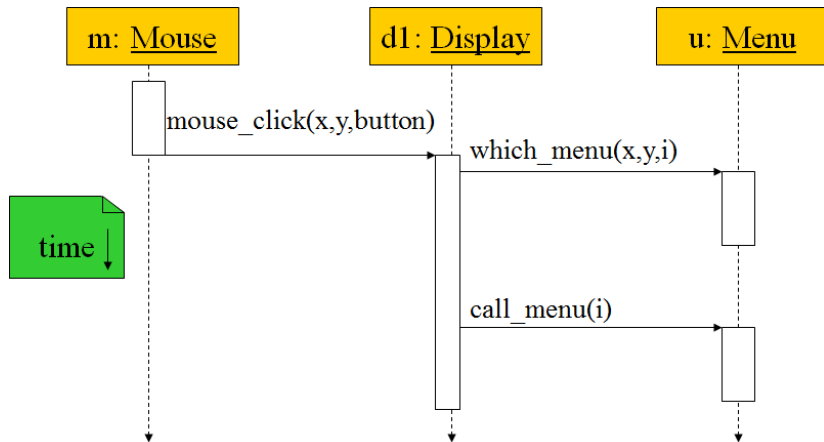 m: Mouse
d1: Display
u: Menu
mouse_click(x,y,button)
which_menu(x,y,i)
time
call_menu(i)